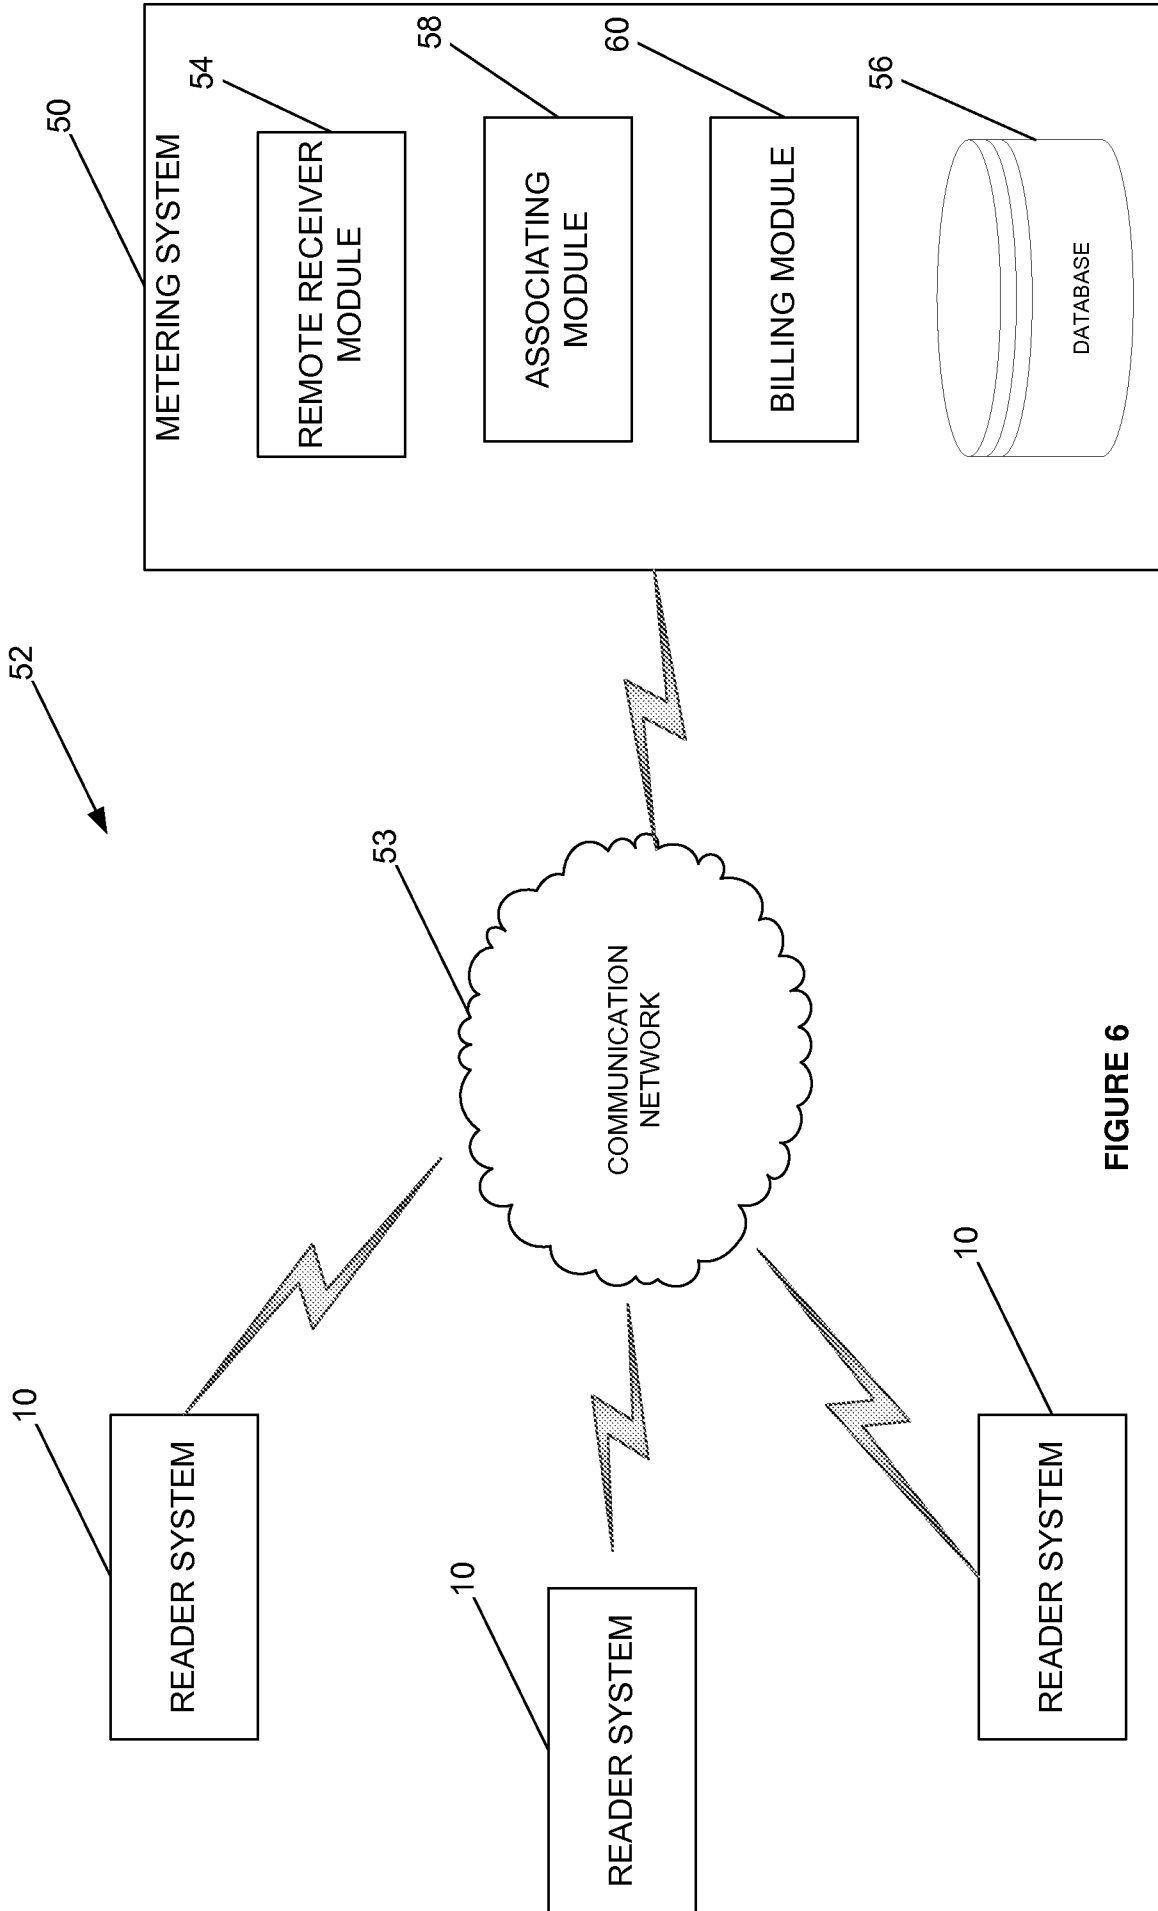 50
METERING SYSTEM
54
REMOTE RECEIVER
MODULE
58
ASSOCIATING
MODULE
60
BILLING MODULE
56
DATABASE
52
53
COMMUNICATION
NETWORK
10
READER SYSTEM
10
READER SYSTEM
10
READER SYSTEM
FIGURE 6